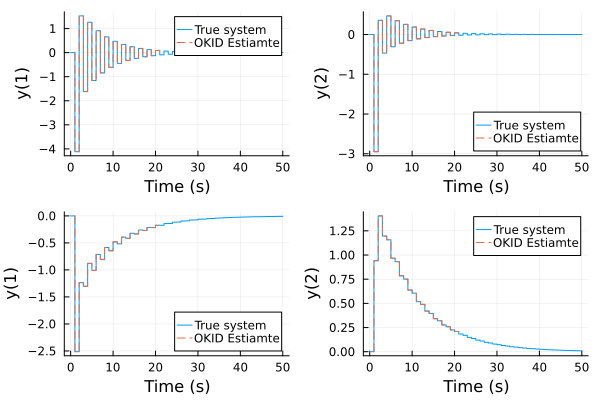 y(1)
1
0
−1
−2
−3
−4
True system
OKID Estiamte
0
10
20
30
40
50
Time (s)
y(2)
0
−1
−2
−3
True system
OKID Estiamte
0
10
20
30
40
50
Time (s)
y(1)
0.0
−0.5
−1.0
−1.5
−2.0
−2.5
True system
OKID Estiamte
0
10
20
30
40
50
Time (s)
y(2)
1.25
1.00
0.75
0.50
0.25
0.00
True system
OKID Estiamte
0
10
20
30
40
50
Time (s)